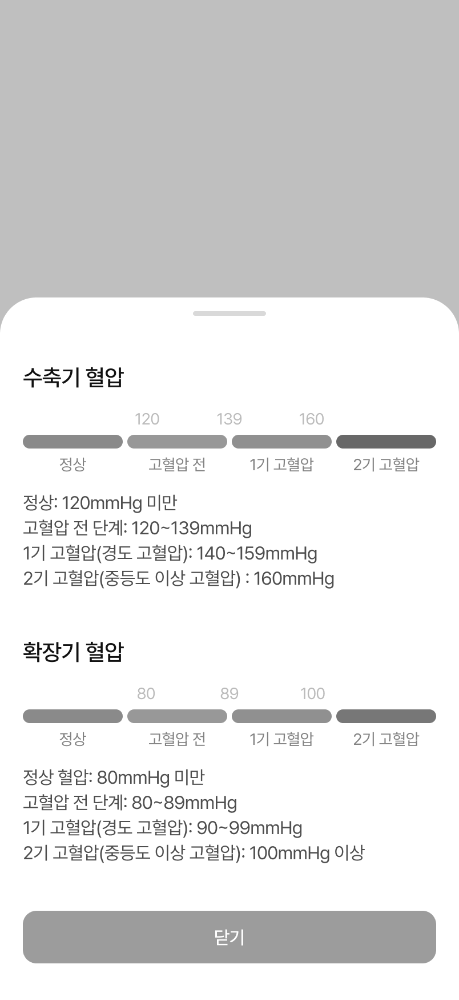 수축기 혈압
120 139 160
정상 고혈압 전 1기 고혈압 2기 고혈압
정상: 120mmHg 미만
고혈압 전 단계: 120~139mmHg
1기 고혈압(경도 고혈압): 140~159mmHg
2기 고혈압(중등도 이상 고혈압) : 160mmHg
확장기 혈압
80 89 100
정상 고혈압 전 1기 고혈압 2기 고혈압
정상 혈압: 80mmHg 미만
고혈압 전 단계: 80~89mmHg
1기 고혈압(경도 고혈압): 90~99mmHg
2기 고혈압(중등도 이상 고혈압): 100mmHg 이상
닫기